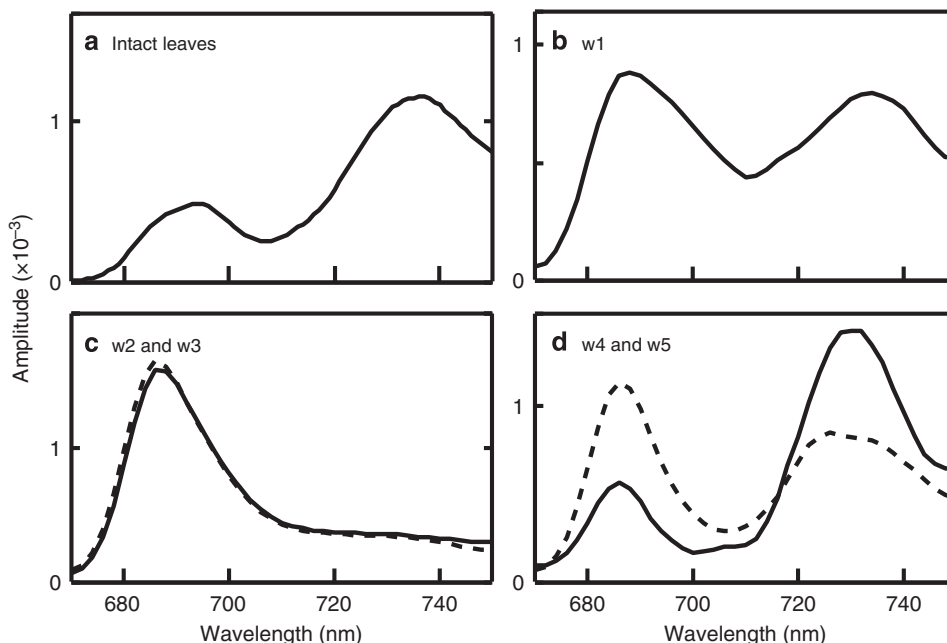 a Intact leaves
b w1
1
0
1
0
Amplitude (×10⁻³)
c w2 and w3
d w4 and w5
1
0
1
0
680 700 720 740
680 700 720 740
Wavelength (nm)
Wavelength (nm)